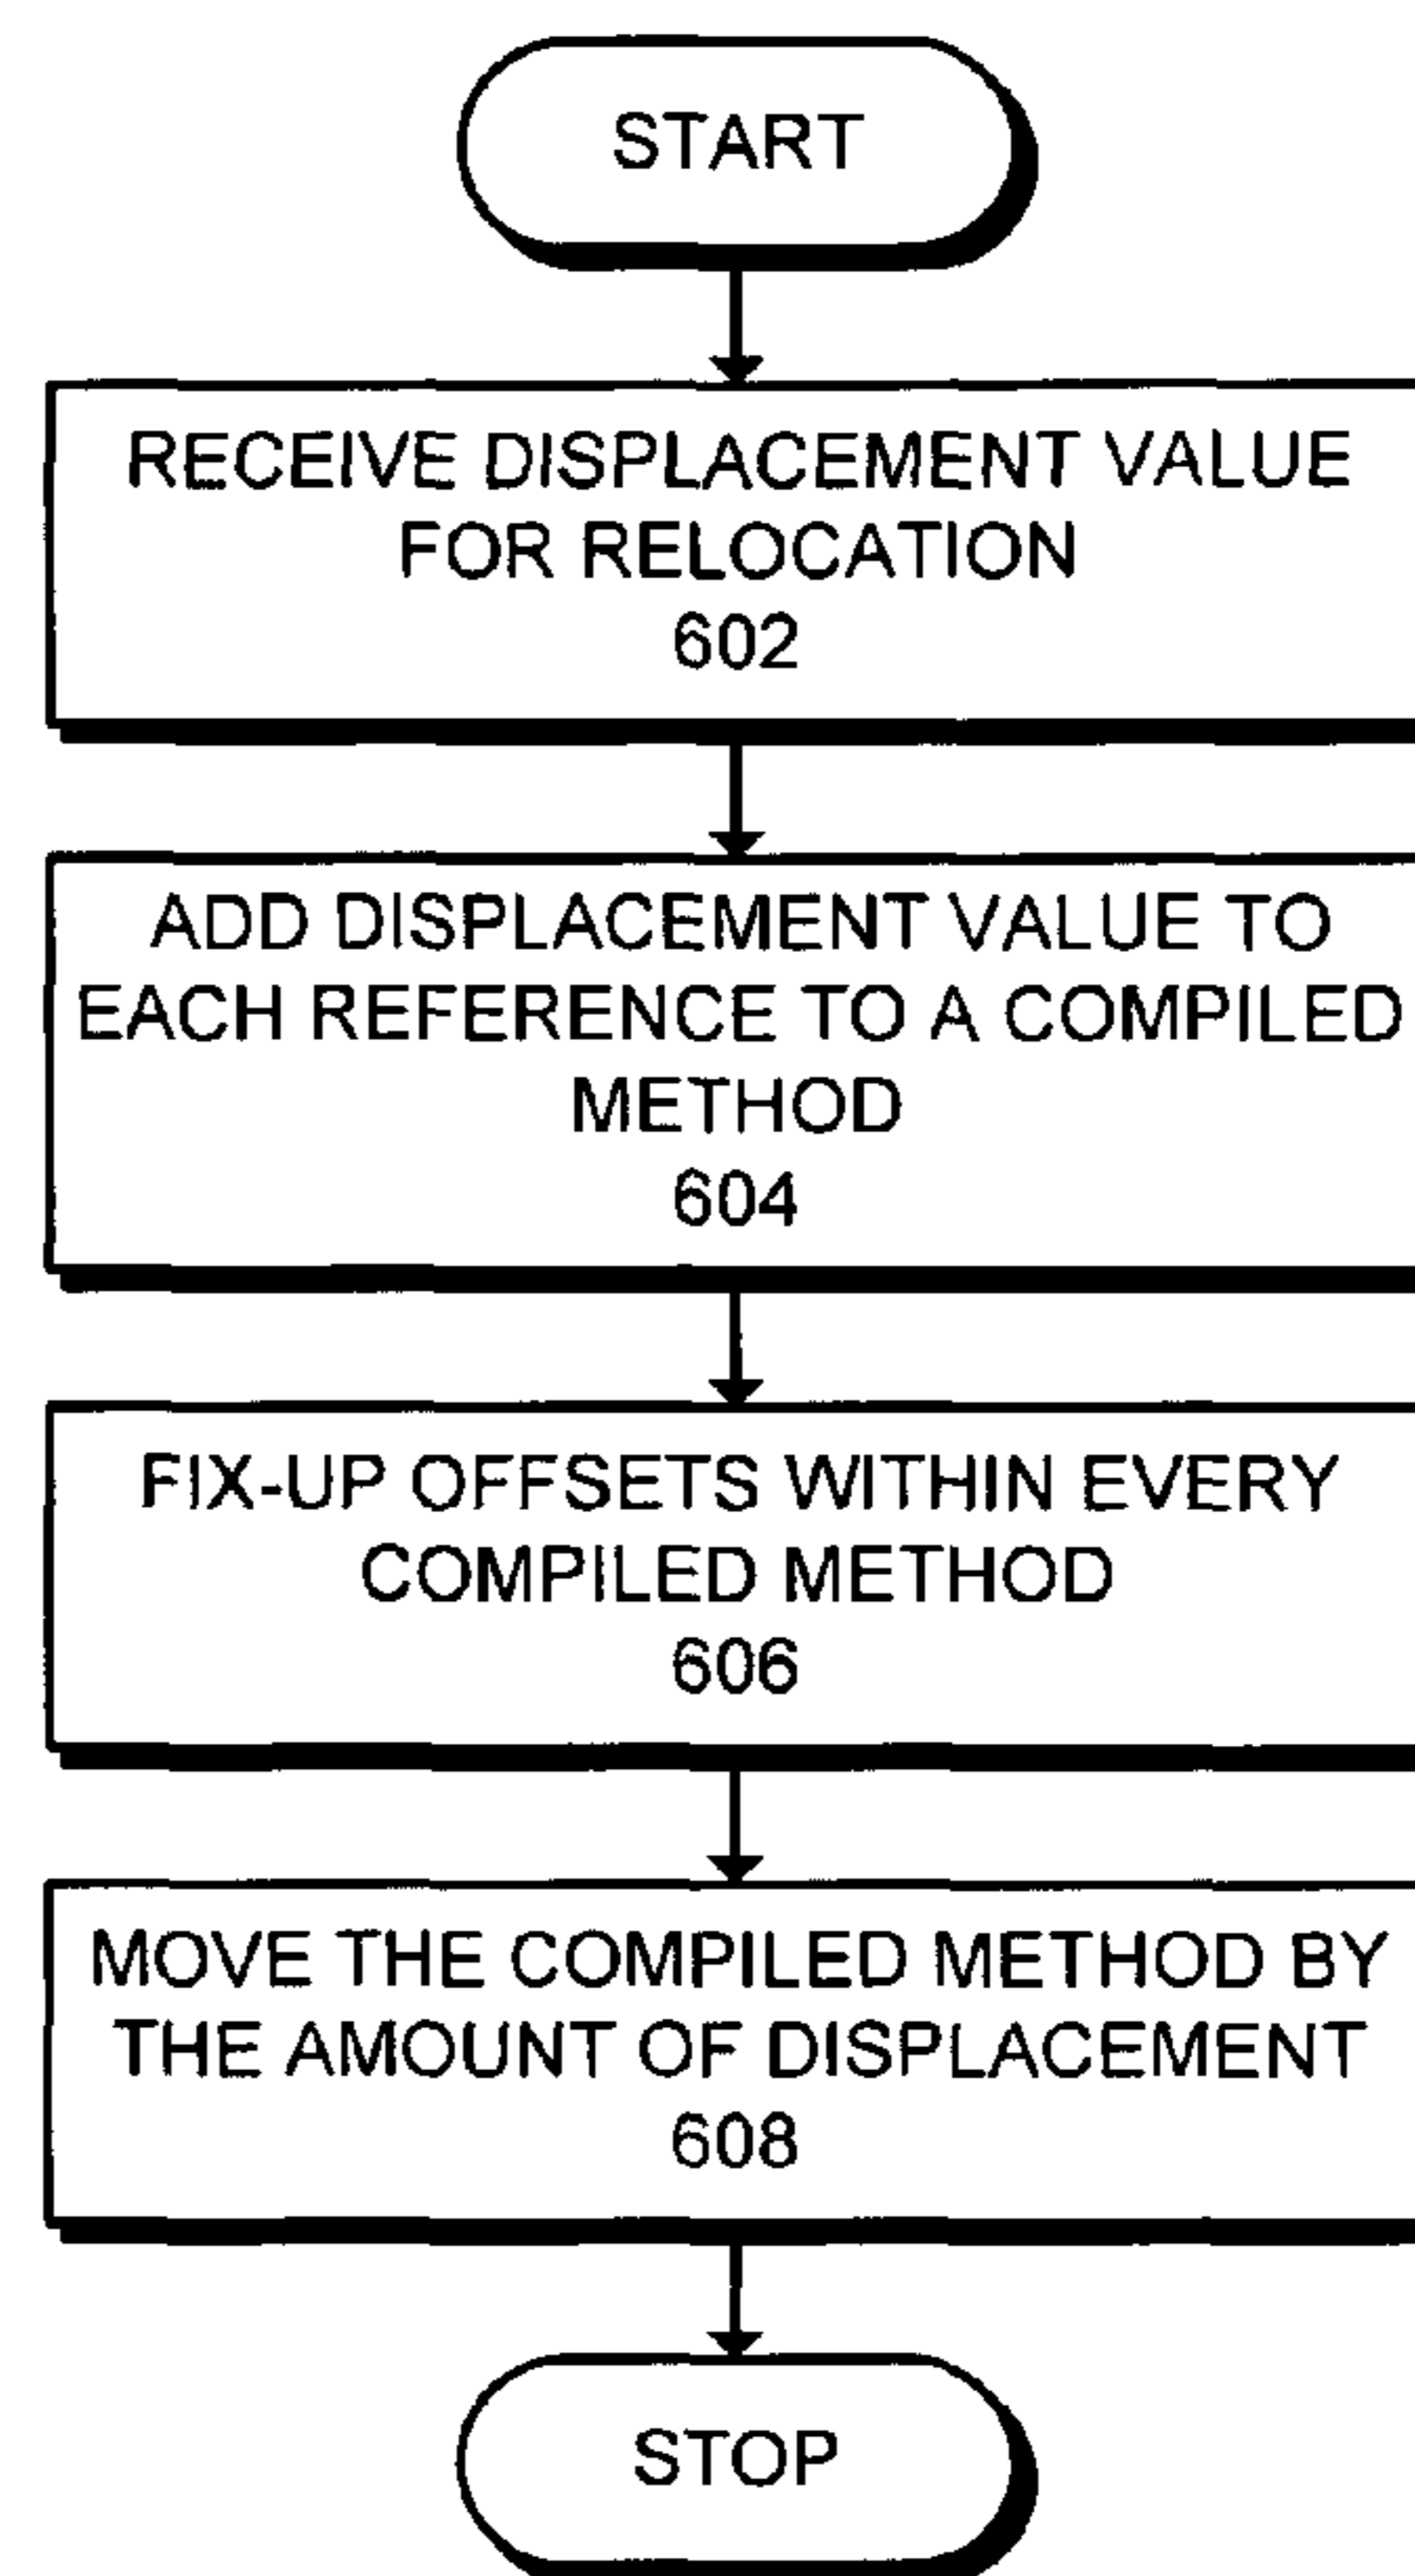 START
RECEIVE DISPLACEMENT VALUE
FOR RELOCATION
602
ADD DISPLACEMENT VALUE TO
EACH REFERENCE TO A COMPILED
METHOD
604
FIX-UP OFFSETS WITHIN EVERY
COMPILED METHOD
606
MOVE THE COMPILED METHOD BY
THE AMOUNT OF DISPLACEMENT
608
STOP